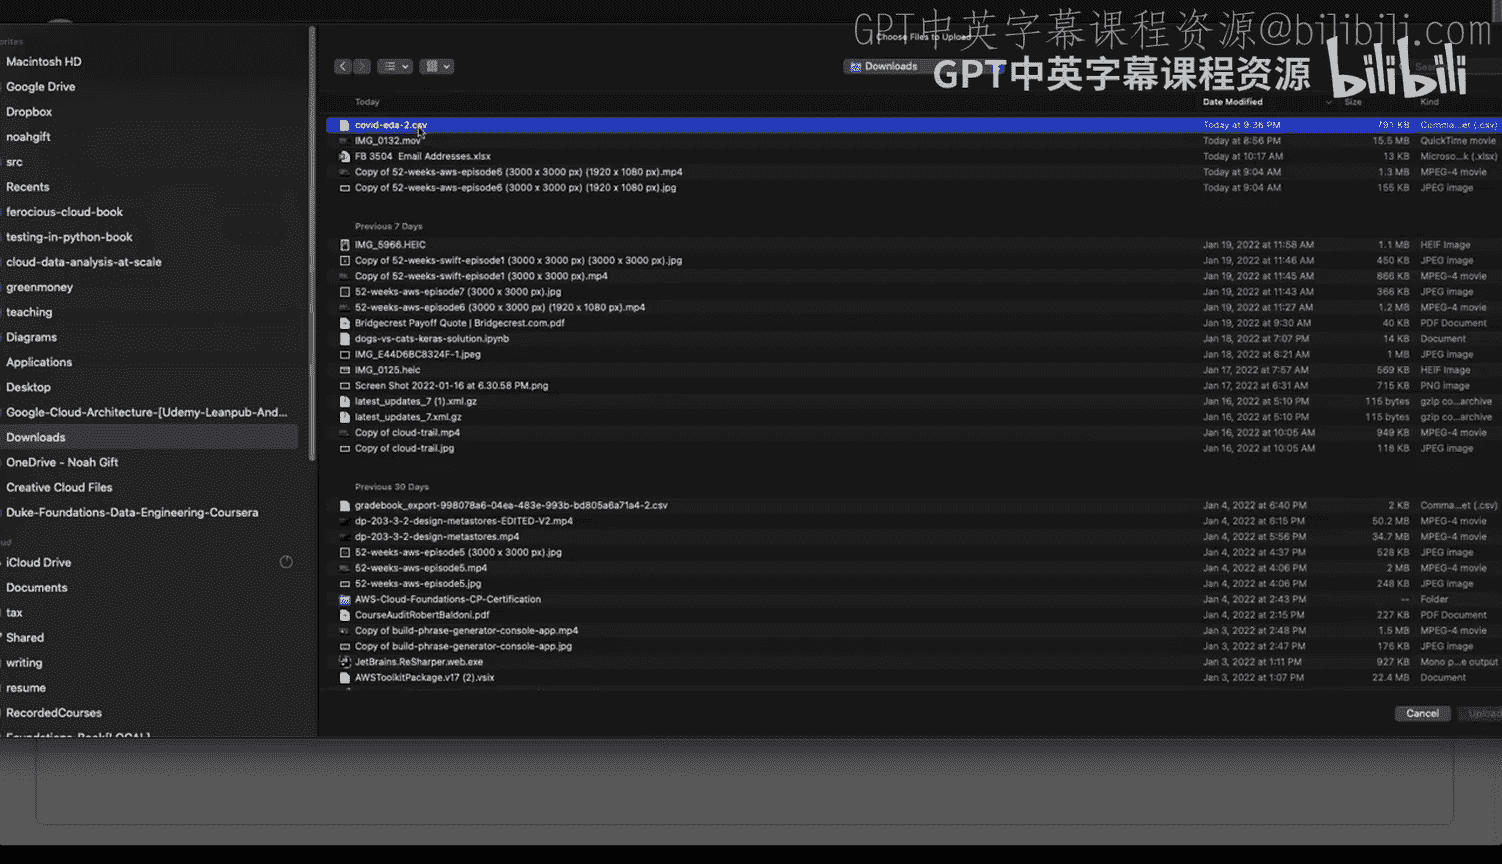 GPT中英字幕课程资源@bilibili.com
Choose Files to Upload
GPT中英字幕课程资源 bilibili
Downloads
Macintosh HD
Google Drive
Dropbox
noahgift
src
Recents
ferocious-cloud-book
testing-in-python-book
cloud-data-analysis-at-scale
greenmoney
teaching
Diagrams
Applications
Desktop
Google-Cloud-Architecture-[Udemy-Leanpub-And...
Downloads
OneDrive - Noah Gift
Creative Cloud Files
Duke-Foundations-Data-Engineering-Coursera
iCloud Drive
Documents
tax
Shared
writing
resume
RecordedCourses
Today Date Modified Size Kind
covid-eda-2.csv Today at 9:36 PM 791 KB Comma...et (.csv)
IMG_0132.mov Today at 8:56 PM 15.5 MB QuickTime movie
FB 3504 Email Addresses.xlsx Today at 10:17 AM 13 KB Microso...k (.xlsx)
Copy of 52-weeks-aws-episode6 (3000 x 3000 px) (1920 x 1080 px).mp4 Today at 9:04 AM 1.3 MB MPEG-4 movie
Copy of 52-weeks-aws-episode6 (3000 x 3000 px) (1920 x 1080 px).jpg Today at 9:04 AM 155 KB JPEG image
Previous 7 Days
IMG_5966.HEIC Jan 19, 2022 at 11:58 AM 1.1 MB HEIF Image
Copy of 52-weeks-swift-episode1 (3000 x 3000 px) (3000 x 3000 px).jpg Jan 19, 2022 at 11:46 AM 450 KB JPEG image
Copy of 52-weeks-swift-episode1 (3000 x 3000 px).mp4 Jan 19, 2022 at 11:45 AM 866 KB MPEG-4 movie
52-weeks-aws-episode7 (3000 x 3000 px).jpg Jan 19, 2022 at 11:43 AM 366 KB JPEG image
52-weeks-aws-episode6 (3000 x 3000 px) (1920 x 1080 px).mp4 Jan 19, 2022 at 11:27 AM 1.2 MB MPEG-4 movie
Bridgecrest Payoff Quote | Bridgecrest.com.pdf Jan 19, 2022 at 9:30 AM 40 KB PDF Document
dogs-vs-cats-keras-solution.ipynb Jan 18, 2022 at 7:07 PM 14 KB Document
IMG_E44D6BC8324F-1.jpeg Jan 18, 2022 at 8:21 AM 1 MB JPEG image
IMG_0125.heic Jan 17, 2022 at 7:57 AM 569 KB HEIF Image
Screen Shot 2022-01-16 at 6.30.58 PM.png Jan 17, 2022 at 6:31 AM 715 KB PNG image
latest_updates_7 (1).xml.gz Jan 16, 2022 at 5:10 PM 115 bytes gzip co...archive
latest_updates_7.xml.gz Jan 16, 2022 at 5:10 PM 115 bytes gzip co...archive
Copy of cloud-trail.mp4 Jan 16, 2022 at 10:05 AM 949 KB MPEG-4 movie
Copy of cloud-trail.jpg Jan 16, 2022 at 10:05 AM 118 KB JPEG image
Previous 30 Days
gradebook_export-998078a6-04ea-483e-993b-bd805a6a71a4-2.csv Jan 4, 2022 at 6:40 PM 2 KB Comma...et (.csv)
dp-203-3-2-design-metastores-EDITED-V2.mp4 Jan 4, 2022 at 6:15 PM 50.2 MB MPEG-4 movie
dp-203-3-2-design-metastores.mp4 Jan 4, 2022 at 5:56 PM 34.7 MB MPEG-4 movie
52-weeks-aws-episode5 (3000 x 3000 px).jpg Jan 4, 2022 at 4:37 PM 528 KB JPEG image
52-weeks-aws-episode5.mp4 Jan 4, 2022 at 4:06 PM 2 MB MPEG-4 movie
52-weeks-aws-episode5.jpg Jan 4, 2022 at 4:06 PM 248 KB JPEG image
AWS-Cloud-Foundations-CP-Certification Jan 4, 2022 at 2:43 PM -- Folder
CourseAuditRobertBaldoni.pdf Jan 4, 2022 at 2:15 PM 227 KB PDF Document
Copy of build-phrase-generator-console-app.mp4 Jan 3, 2022 at 2:48 PM 1.5 MB MPEG-4 movie
Copy of build-phrase-generator-console-app.jpg Jan 3, 2022 at 2:47 PM 176 KB JPEG image
JetBrains.ReSharper.web.exe Jan 3, 2022 at 1:11 PM 927 KB Mono p...e output
AWSToolkitPackage.v17 (2).vsix Jan 3, 2022 at 1:07 PM 22.4 MB Document
Cancel Upload